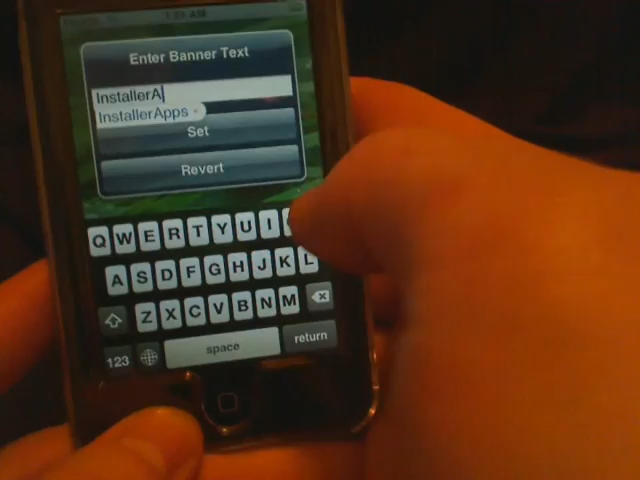 Enter Banner Text
InstallerA
InstallerApps
Set
Revert
Q W E R T Y U I
A S D F G H J K L
Z X C V B N M
123 space return